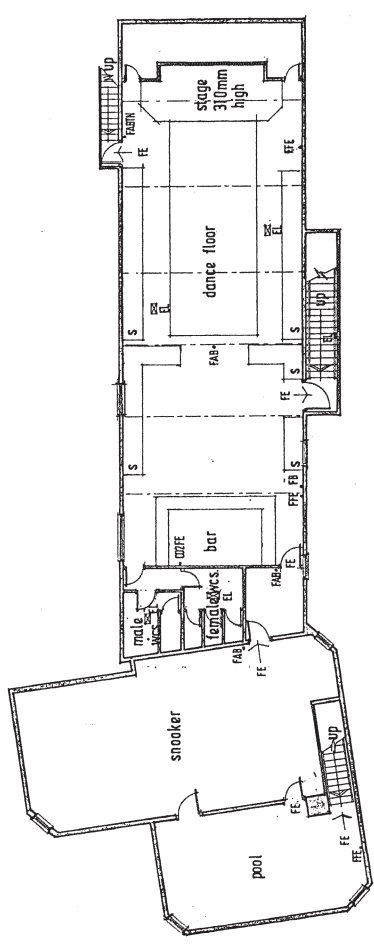 up
FABTN
FE
stage
310mm
high
FFE
EL
dance floor
EL
S
S
up
EL
FAB
S
FE
S
S
FB
FFE
CO2FE
bar
FE
FAB
male
wcs.
female wcs.
EL
FAB
FE
snooker
up
FE
FE
FFE
pool